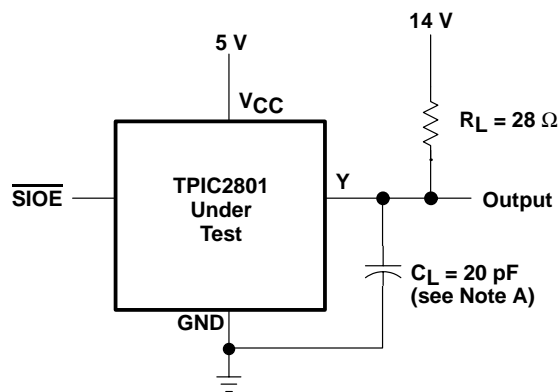 14 V
5 V
VCC
RL = 28 Ω
SIOE
TPIC2801
Under
Test
Y
Output
CL = 20 pF
(see Note A)
GND